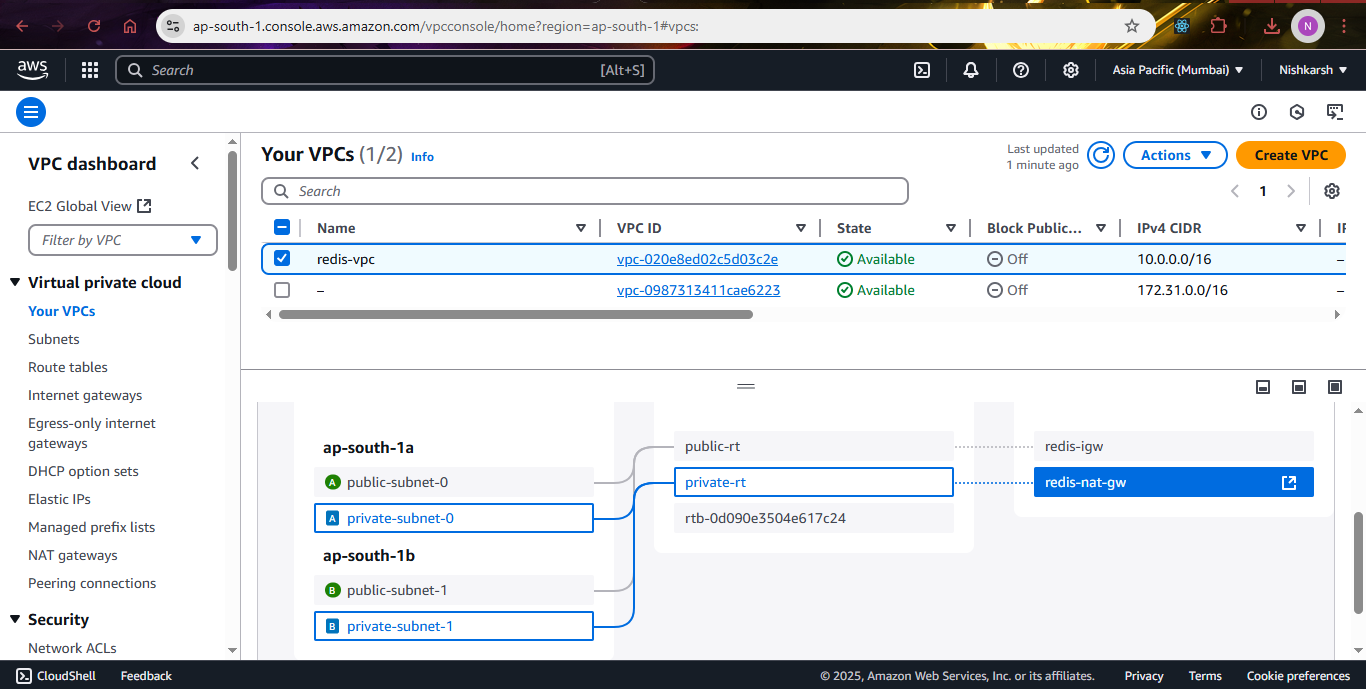 ap-south-1.console.aws.amazon.com/vpcconsole/home?region=ap-south-1#vpcs:
N
aws
Search
[Alt+S]
Asia Pacific (Mumbai)
Nishkarsh
VPC dashboard
EC2 Global View
Filter by VPC
Virtual private cloud
Your VPCs
Subnets
Route tables
Internet gateways
Egress-only internet
gateways
DHCP option sets
Elastic IPs
Managed prefix lists
NAT gateways
Peering connections
Security
Network ACLs
Your VPCs (1/2) Info
Last updated
1 minute ago
Actions
Create VPC
Search
1
Name VPC ID State Block Public... IPv4 CIDR
redis-vpc vpc-020e8ed02c5d03c2e Available Off 10.0.0.0/16 –
– vpc-0987313411cae6223 Available Off 172.31.0.0/16 –
ap-south-1a
A public-subnet-0
A private-subnet-0
ap-south-1b
B public-subnet-1
B private-subnet-1
public-rt
private-rt
rtb-0d090e3504e617c24
redis-igw
redis-nat-gw
CloudShell Feedback © 2025, Amazon Web Services, Inc. or its affiliates. Privacy Terms Cookie preferences